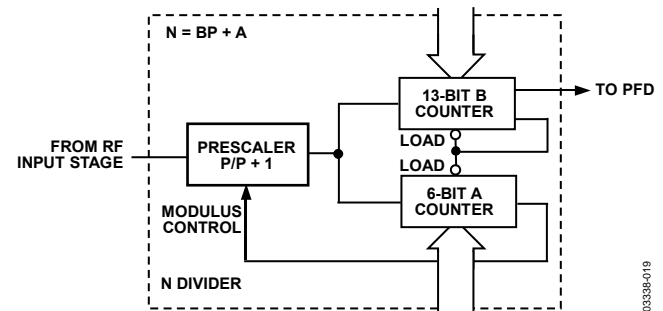 N = BP + A
13-BIT B
COUNTER
TO PFD
LOAD
FROM RF
INPUT STAGE
PRESCALER
P/P + 1
LOAD
6-BIT A
COUNTER
MODULUS
CONTROL
N DIVIDER
03338-019